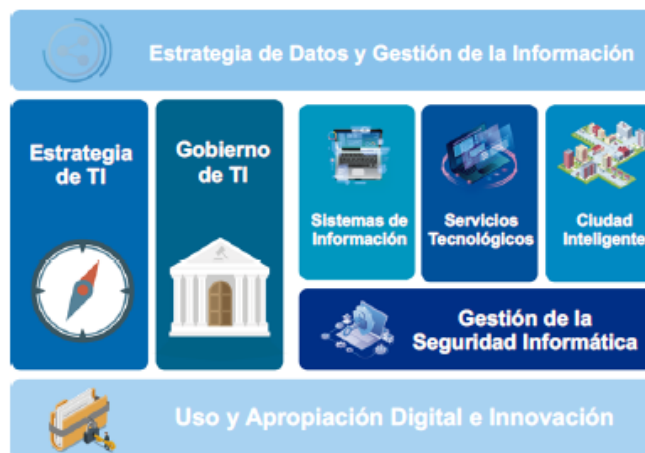 Estrategia de Datos y Gestión de la Información
Estrategia
de TI
Gobierno
de TI
Sistemas de
Información
Servicios
Tecnológicos
Ciudad
Inteligente
Gestión de la
Seguridad Informática
Uso y Apropiación Digital e Innovación